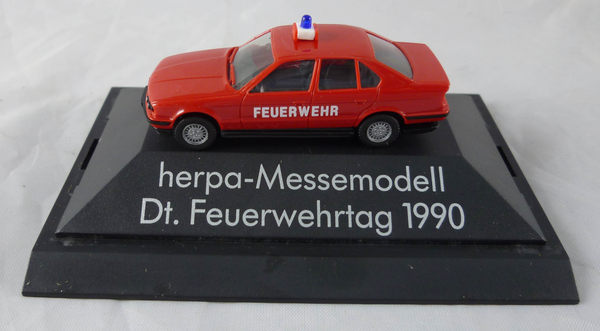 FEUERWEHR
herpa-Messemodell
Dt. Feuerwehrtag 1990